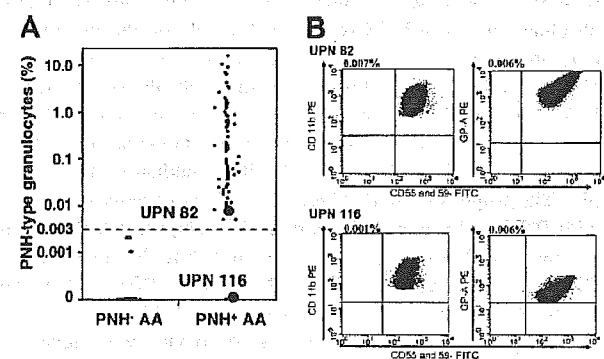 A
PNH-type granulocytes (%)
10.0
1.0
0.1
0.01
0.003
0.001
0
UPN 82
UPN 116
PNH- AA
PNH+ AA
B
UPN 82
0.007%
0.006%
CD 11b PE
GP-A PE
CD55 and 59- FITC
UPN 116
0.001%
0.006%
CD 11b PE
GP-A PE
CD55 and 59- FITC